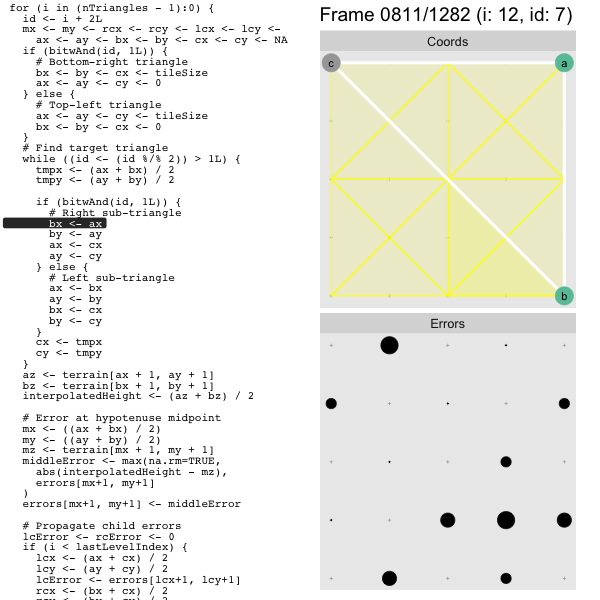 for (i in (nTriangles - 1):0) {
  id <- i + 2L
  mx <- my <- rcx <- rcy <- lcx <- lcy <-
    ax <- ay <- bx <- by <- cx <- cy <- NA
  if (bitwAnd(id, 1L)) {
    # Bottom-right triangle
    bx <- by <- cx <- tileSize
    ax <- ay <- cy <- 0
  } else {
    # Top-left triangle
    ax <- ay <- cy <- tileSize
    bx <- by <- cx <- 0
  }
  # Find target triangle
  while ((id <- (id %/% 2)) > 1L) {
    tmpx <- (ax + bx) / 2
    tmpy <- (ay + by) / 2

    if (bitwAnd(id, 1L)) {
      # Right sub-triangle
      bx <- ax
      by <- ay
      ax <- cx
      ay <- cy
    } else {
      # Left sub-triangle
      ax <- bx
      ay <- by
      bx <- cx
      by <- cy
    }
    cx <- tmpx
    cy <- tmpy
  }
  az <- terrain[ax + 1, ay + 1]
  bz <- terrain[bx + 1, by + 1]
  interpolatedHeight <- (az + bz) / 2

  # Error at hypotenuse midpoint
  mx <- ((ax + bx) / 2)
  my <- ((ay + by) / 2)
  mz <- terrain[mx + 1, my + 1]
  middleError <- max(na.rm=TRUE,
    abs(interpolatedHeight - mz),
    errors[mx+1, my+1]
  )
  errors[mx+1, my+1] <- middleError

  # Propagate child errors
  lcError <- rcError <- 0
  if (i < lastLevelIndex) {
    lcx <- (ax + cx) / 2
    lcy <- (ay + cy) / 2
    lcError <- errors[lcx+1, lcy+1]
    rcx <- (bx + cx) / 2
Frame 0811/1282 (i: 12, id: 7)
Coords
c
a
b
Errors